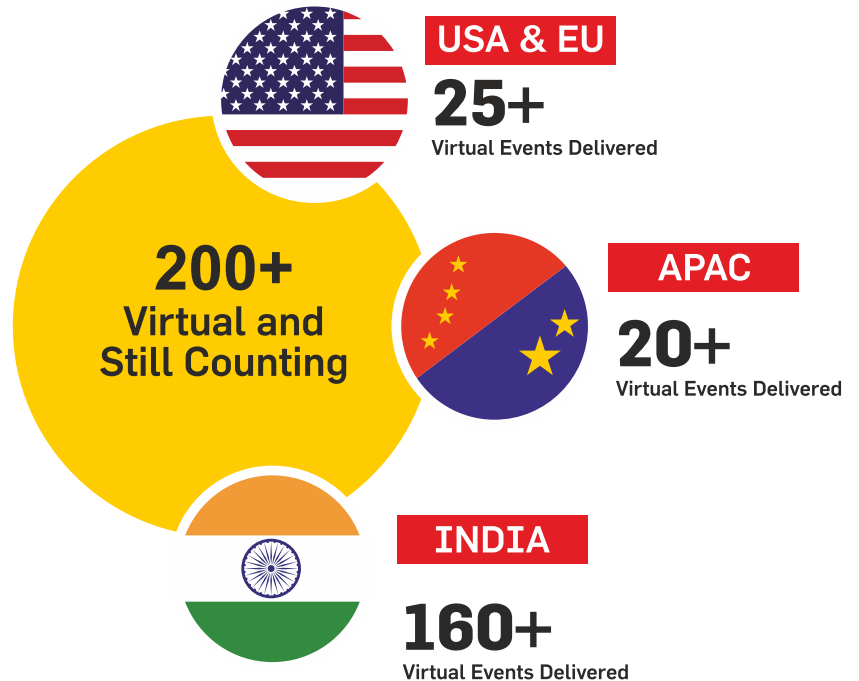 USA & EU
25+
Virtual Events Delivered
200+
Virtual and
Still Counting
APAC
20+
Virtual Events Delivered
INDIA
160+
Virtual Events Delivered